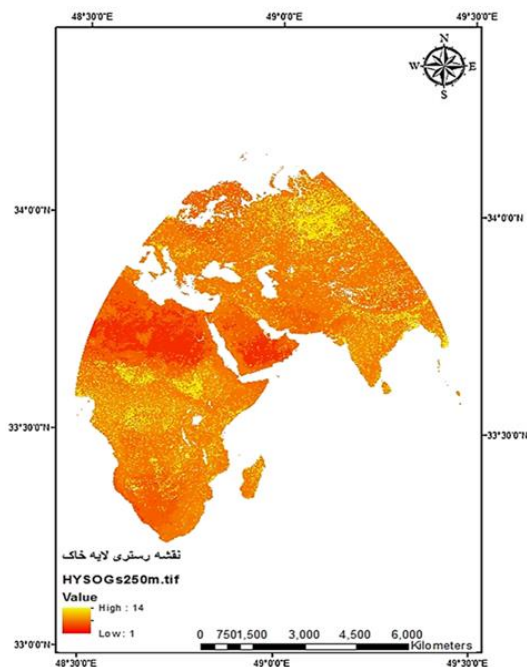 48°30'0"E 49°0'0"E 49°30'0"E
N
W E
S
34°0'0"N 34°0'0"N
33°30'0"N 33°30'0"N
نقشه رستری لایه خاک
HYSOGs250m.tif
Value
High : 14
Low: 1
0 7501,500 3,000 4,500 6,000
Kilometers
33°0'0"N
48°30'0"E 49°0'0"E 49°30'0"E